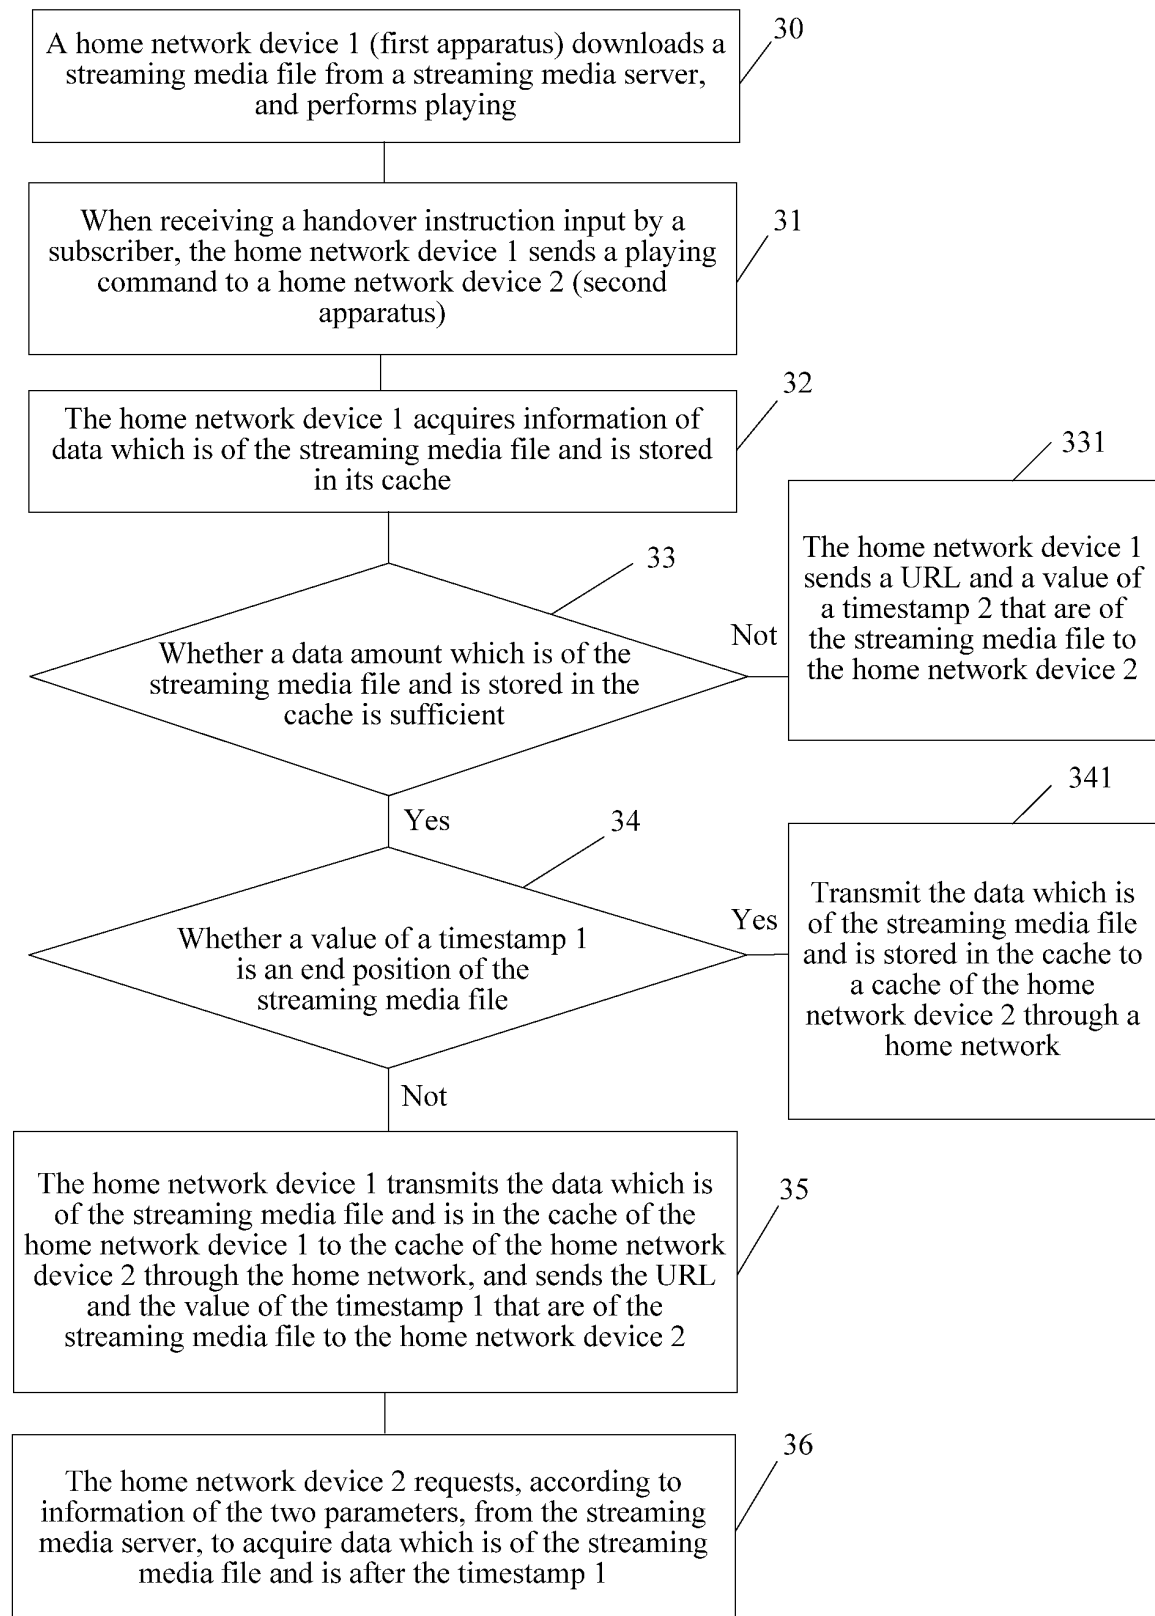 30
A home network device 1 (first apparatus) downloads a
streaming media file from a streaming media server,
and performs playing
31
When receiving a handover instruction input by a
subscriber, the home network device 1 sends a playing
command to a home network device 2 (second
apparatus)
32
The home network device 1 acquires information of
data which is of the streaming media file and is stored
in its cache
33
Whether a data amount which is of the
streaming media file and is stored in the
cache is sufficient
Not
331
The home network device 1
sends a URL and a value of
a timestamp 2 that are of
the streaming media file to
the home network device 2
Yes
34
Whether a value of a timestamp 1
is an end position of the
streaming media file
Yes
341
Transmit the data which is
of the streaming media file
and is stored in the cache to
a cache of the home
network device 2 through a
home network
Not
35
The home network device 1 transmits the data which is
of the streaming media file and is in the cache of the
home network device 1 to the cache of the home network
device 2 through the home network, and sends the URL
and the value of the timestamp 1 that are of the
streaming media file to the home network device 2
36
The home network device 2 requests, according to
information of the two parameters, from the streaming
media server, to acquire data which is of the streaming
media file and is after the timestamp 1